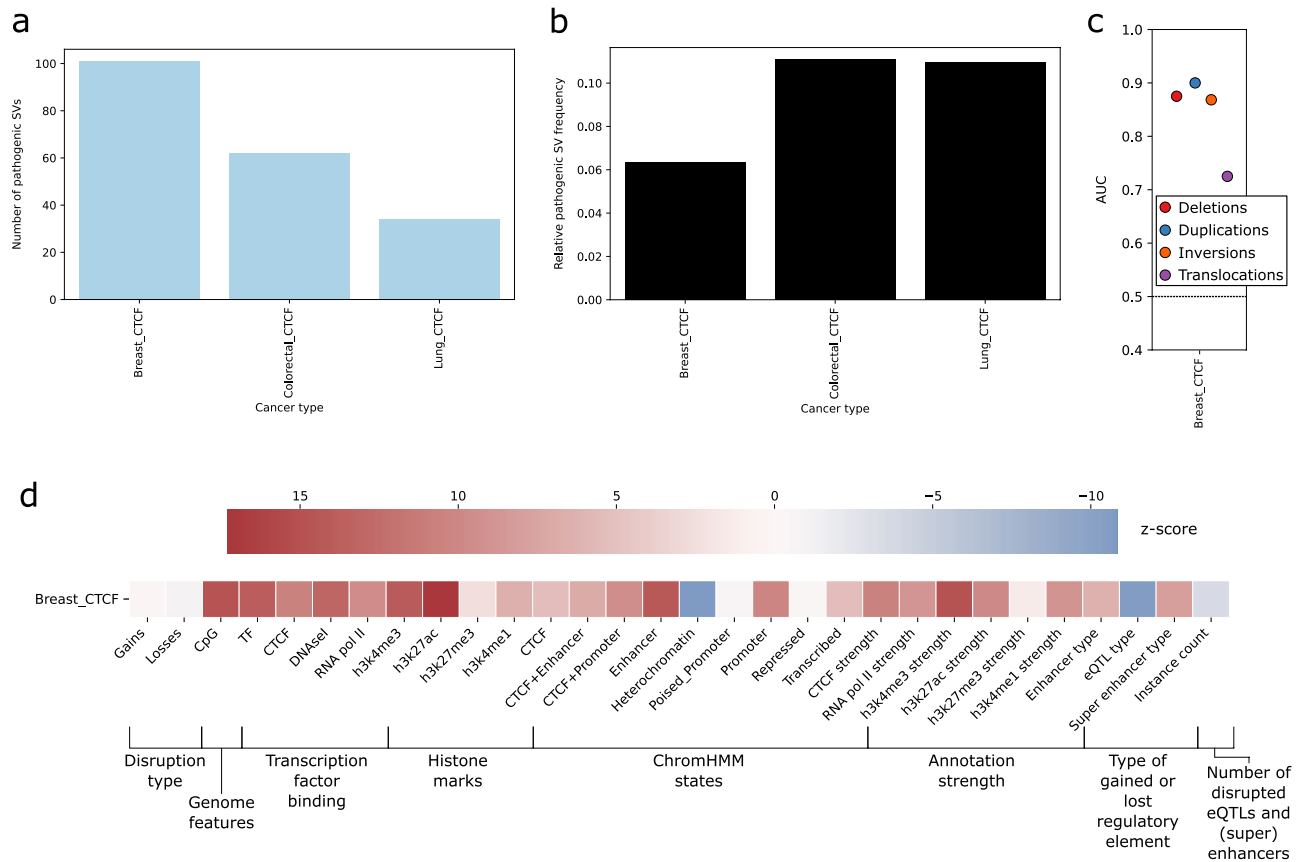 a
Number of pathogenic SVs
100
80
60
40
20
0
Breast_CTCF
Colorectal_CTCF
Lung_CTCF
Cancer type
b
Relative pathogenic SV frequency
0.10
0.08
0.06
0.04
0.02
0.00
Breast_CTCF
Colorectal_CTCF
Lung_CTCF
Cancer type
c
AUC
1.0
0.9
0.8
0.7
0.6
0.5
0.4
Deletions
Duplications
Inversions
Translocations
Breast_CTCF
d
15
10
5
0
−5
−10
z-score
Breast_CTCF
Gains
Losses
CpG
TF
CTCF
DNAseI
RNA pol II
h3k4me3
h3k27ac
h3k27me3
h3k4me1
CTCF
CTCF+Enhancer
CTCF+Promoter
Enhancer
Heterochromatin
Poised_Promoter
Promoter
Repressed
Transcribed
CTCF strength
RNA pol II strength
h3k4me3 strength
h3k27ac strength
h3k27me3 strength
h3k4me1 strength
Enhancer type
eQTL type
Super enhancer type
Instance count
Disruption
type
Genome
features
Transcription
factor
binding
Histone
marks
ChromHMM
states
Annotation
strength
Type of
gained or
lost
regulatory
element
Number of
disrupted
eQTLs and
(super)
enhancers